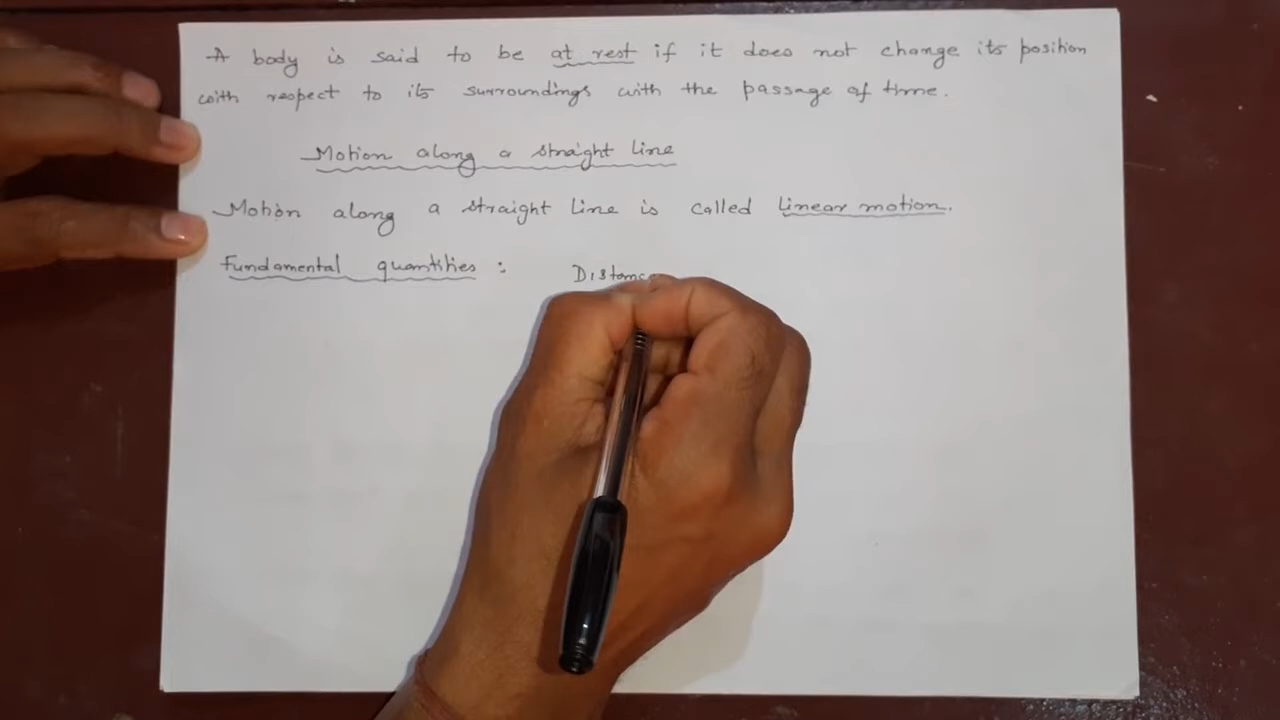 A body is said to be at rest if it does not change its position
with respect to its surroundings with the passage of time.
Motion along a straight line
Motion along a straight line is called linear motion.
Fundamental quantities : Distance